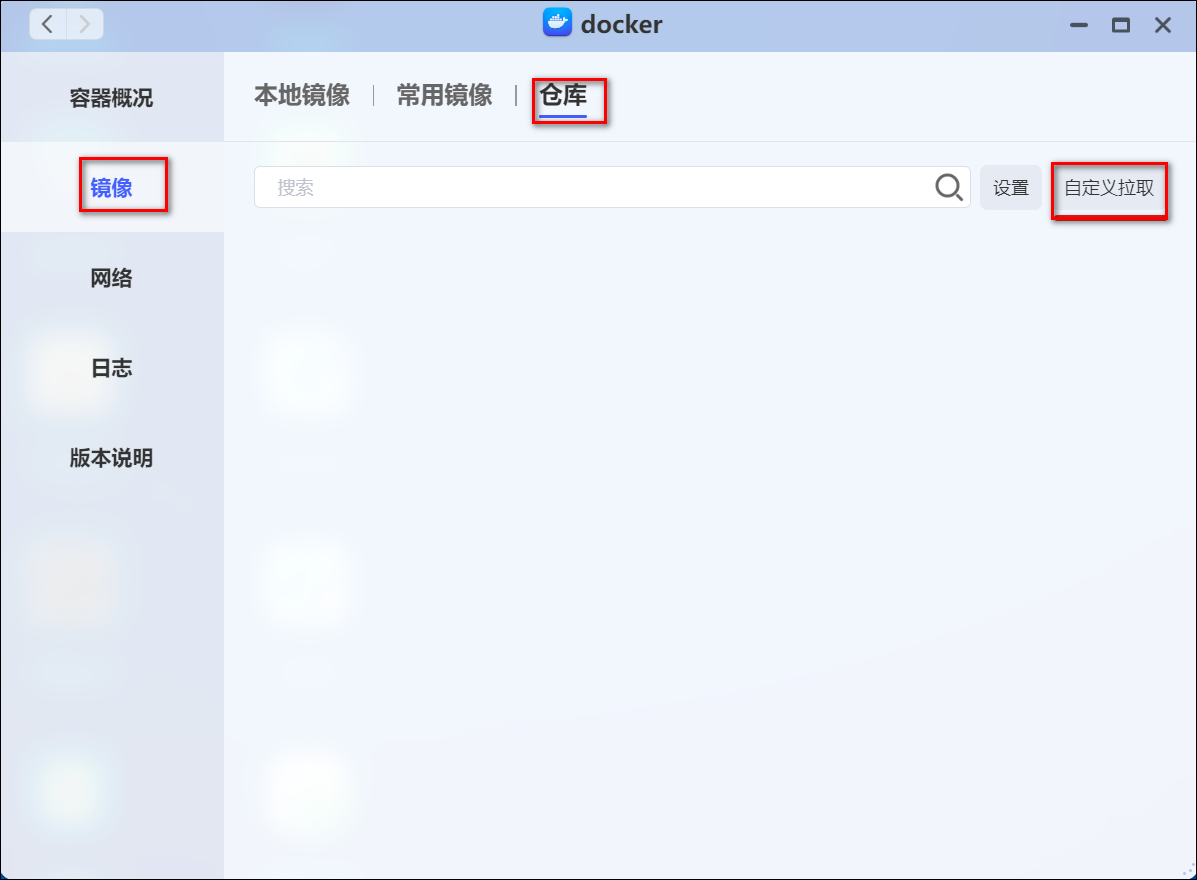 docker
容器概况
镜像
网络
日志
版本说明
本地镜像 | 常用镜像 | 仓库
搜索 设置 自定义拉取